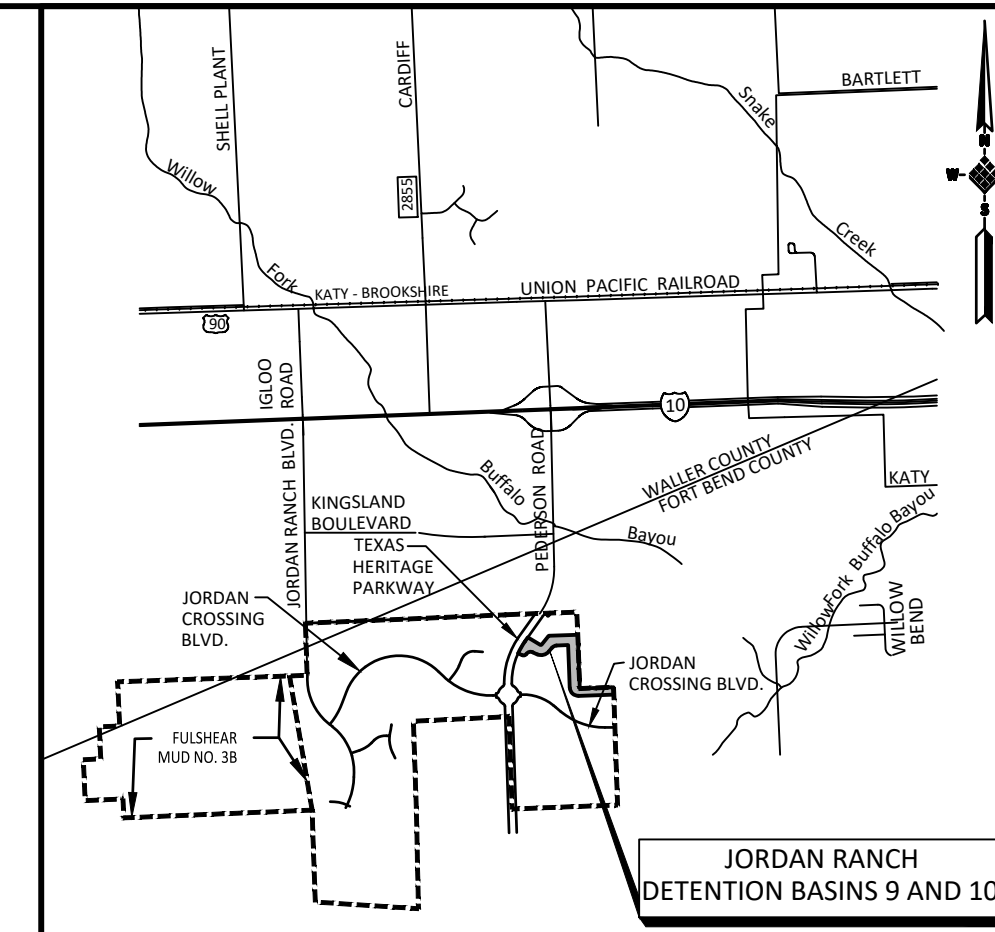 SHELL PLANT
CARDIFF
BARTLETT
Snake
Creek
N
W
S
Willow
Fork
2855
KATY - BROOKSHIRE
UNION PACIFIC RAILROAD
90
IGLOO
ROAD
10
JORDAN RANCH BLVD.
PEDERSON ROAD
WALLER COUNTY
FORT BEND COUNTY
KATY
Buffalo
Bayou
KINGSLAND
BOULEVARD
TEXAS
HERITAGE
PARKWAY
Willow Fork Buffalo Bayou
WILLOW
BEND
JORDAN
CROSSING
BLVD.
JORDAN
CROSSING BLVD.
FULSHEAR
MUD NO. 3B
JORDAN RANCH
DETENTION BASINS 9 AND 10